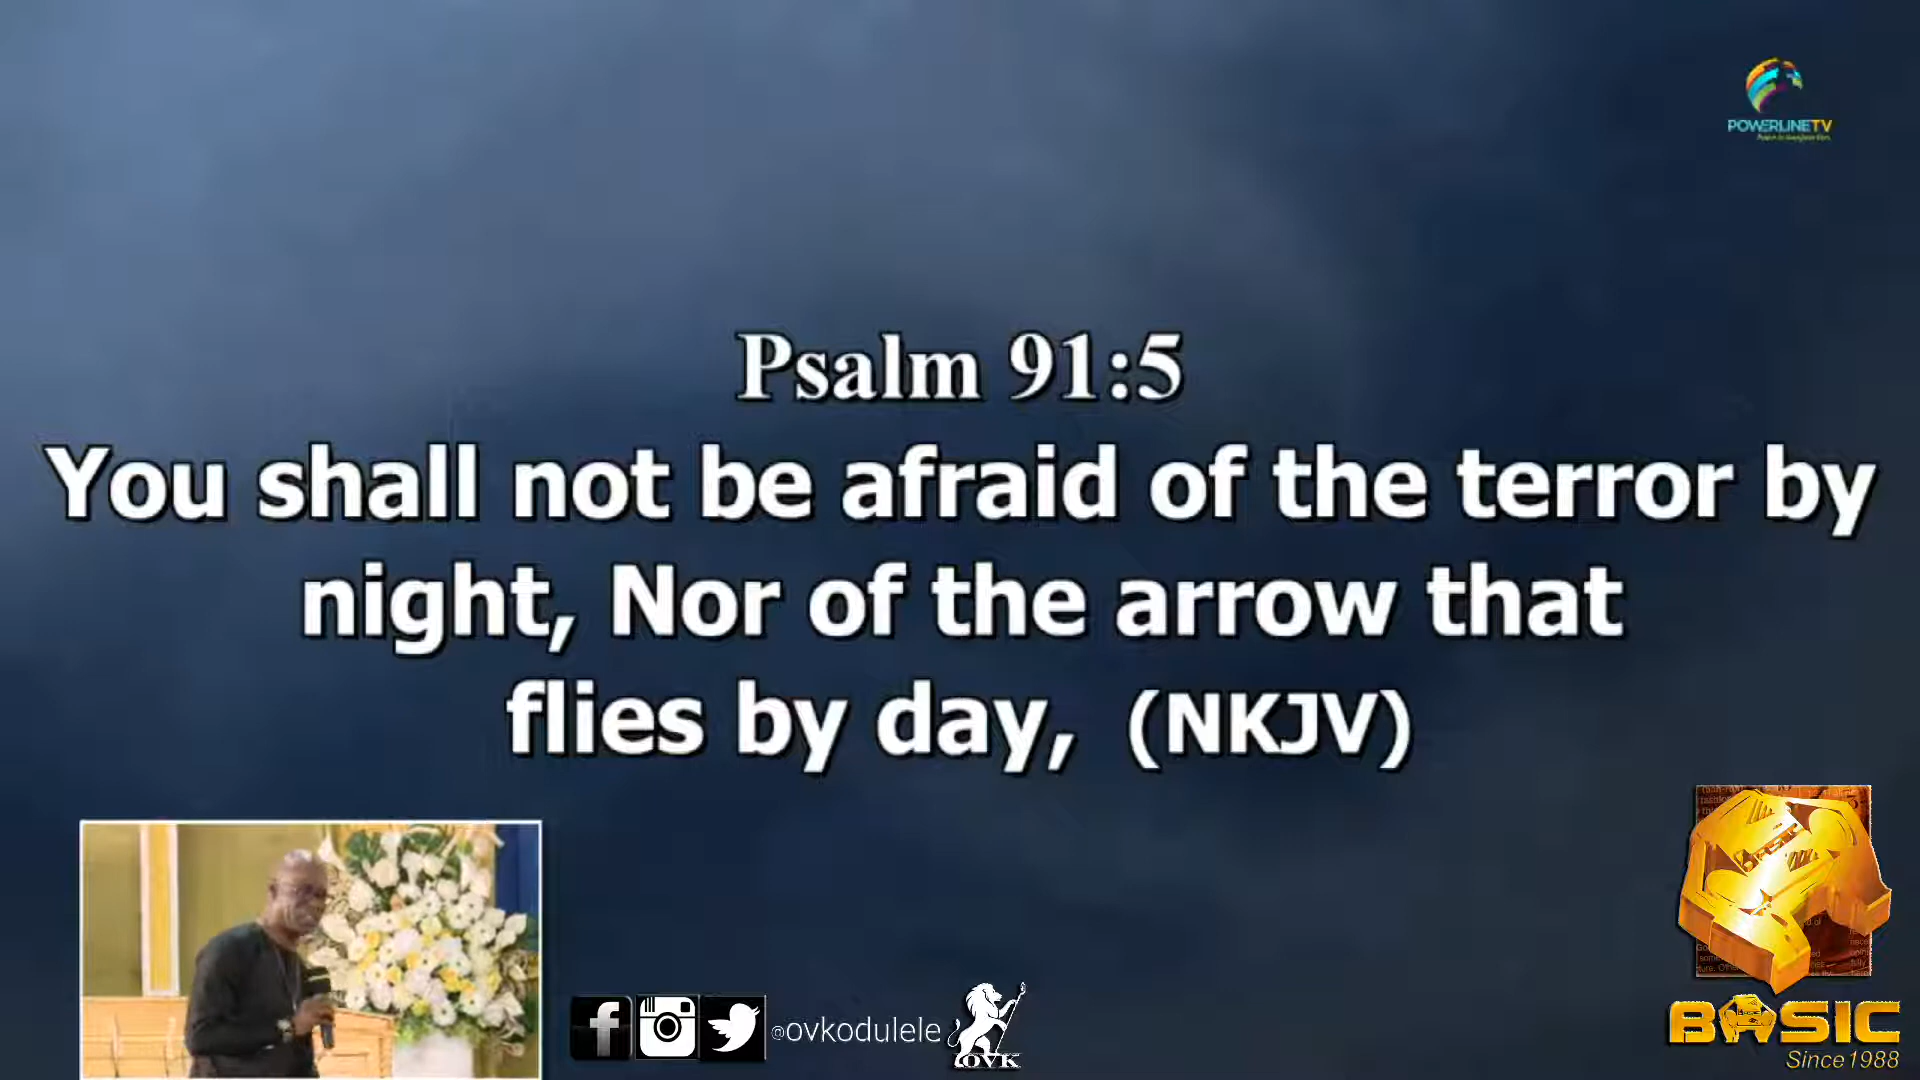 POWERLINETV
Psalm 91:5
You shall not be afraid of the terror by
night, Nor of the arrow that
flies by day, (NKJV)
@ovkodulele
OVK
BASIC
Since 1988